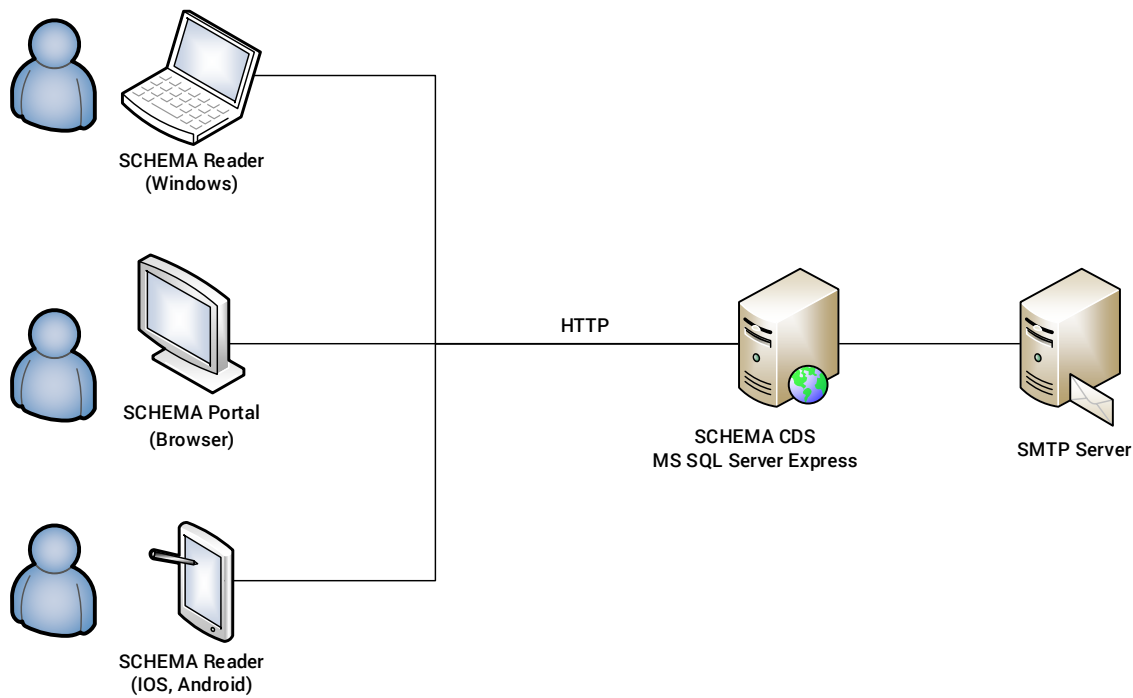 SCHEMA Reader
(Windows)
SCHEMA Portal
(Browser)
SCHEMA Reader
(IOS, Android)
HTTP
SCHEMA CDS
MS SQL Server Express
SMTP Server